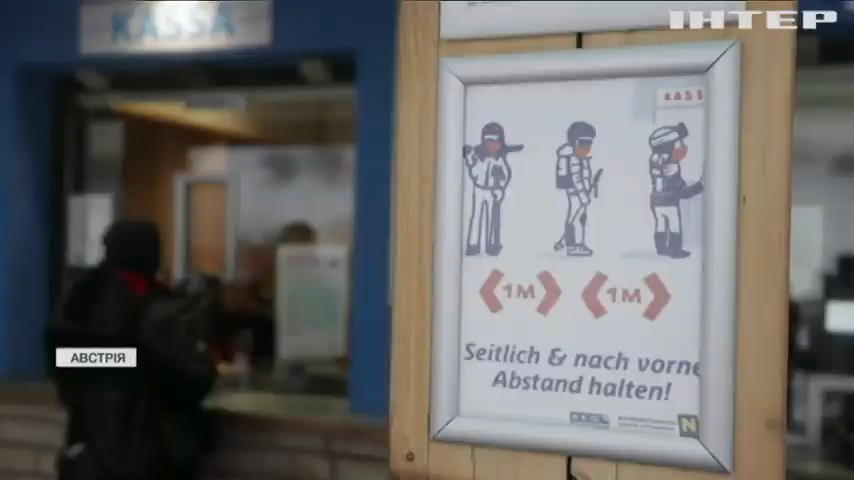 KASSA
ІНТЕР
KASS
1M
1M
Seitlich & nach vorne
Abstand halten!
N
АВСТРІЯ